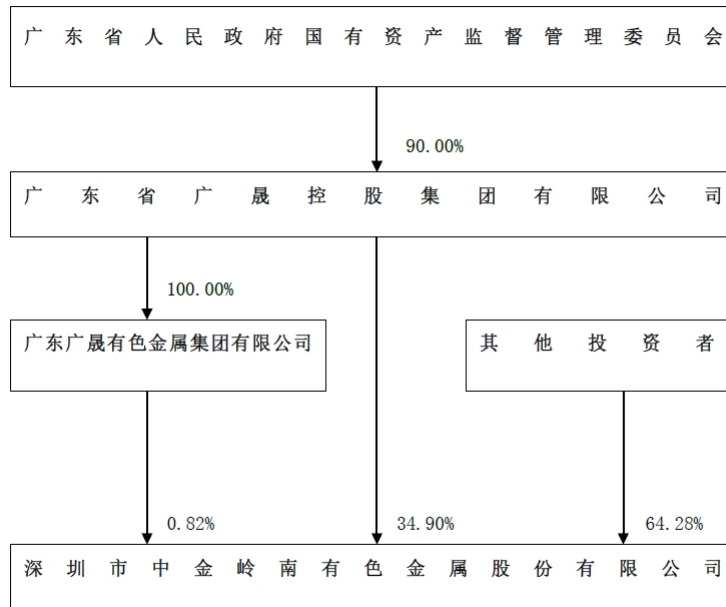 广东省人民政府国有资产监督管理委员会
90.00%
广东省广晟控股集团有限公司
100.00%
广东广晟有色金属集团有限公司
其他投资者
0.82%
34.90%
64.28%
深圳市中金岭南有色金属股份有限公司